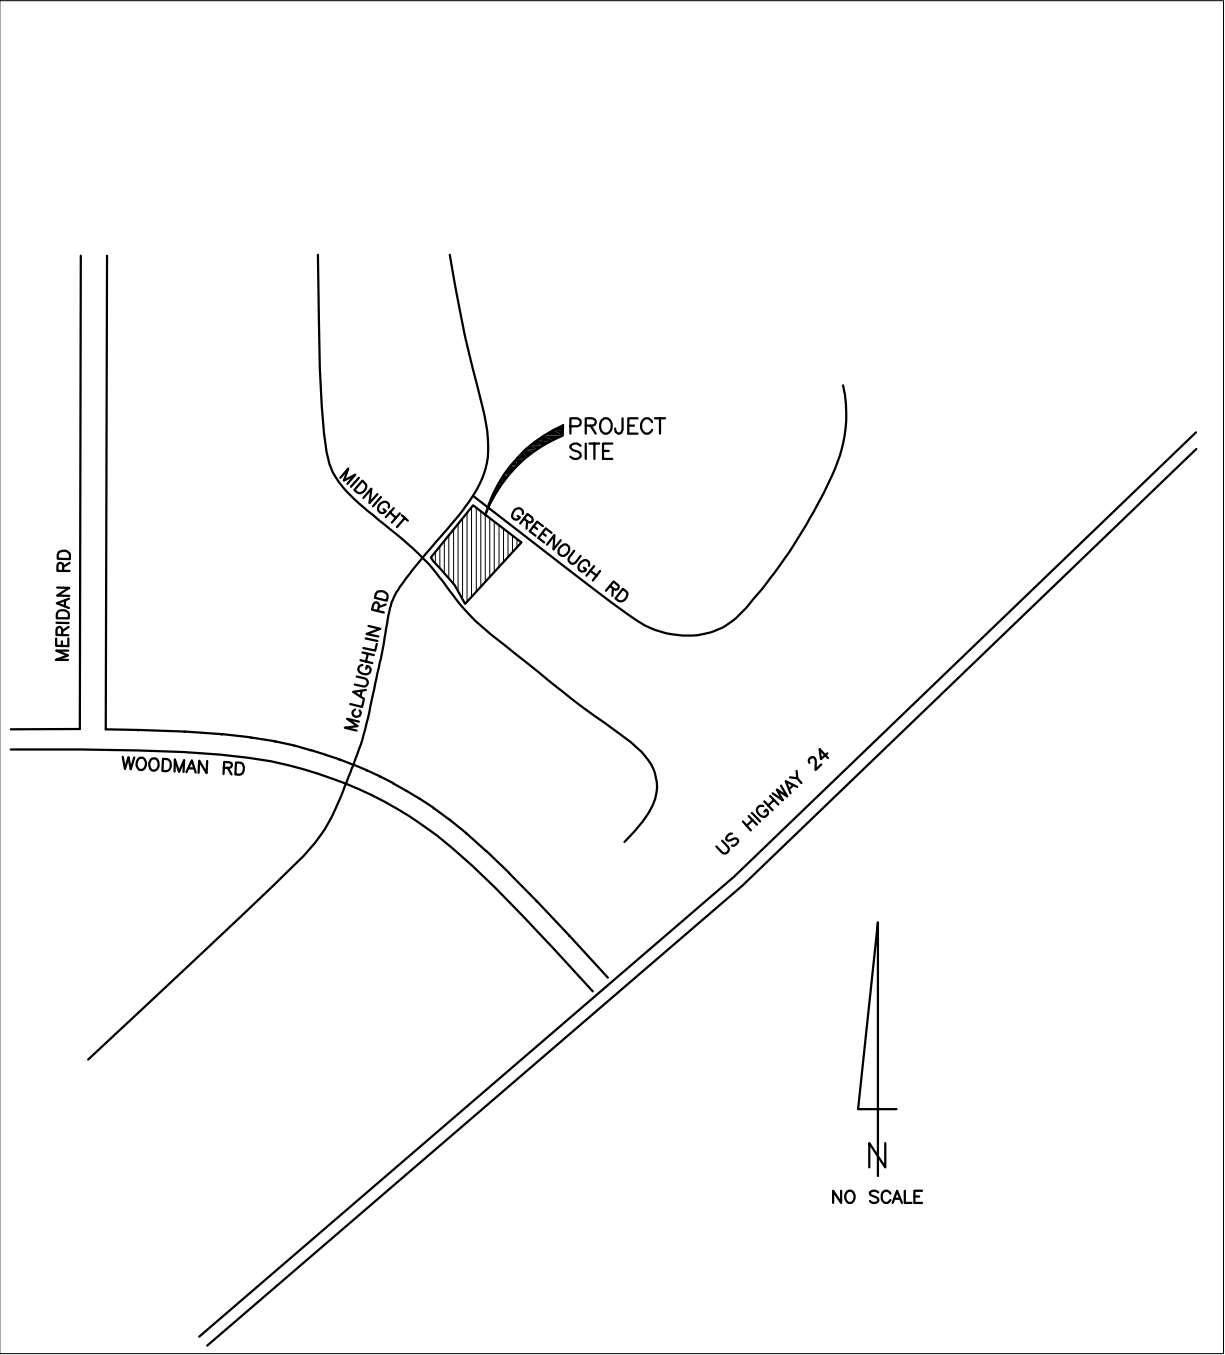 PROJECT
SITE
MIDNIGHT
GREENOUGH RD
MERIDAN RD
McLAUGHLIN RD
WOODMAN RD
US HIGHWAY 24
N
NO SCALE